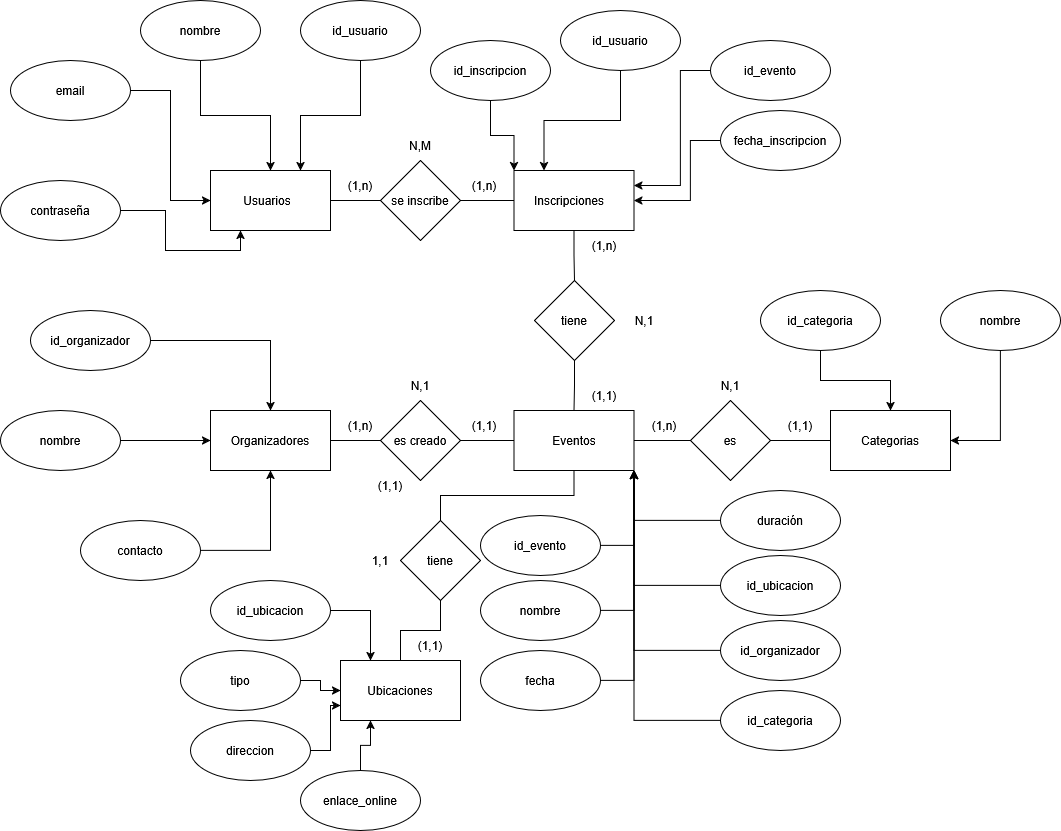 nombre
id_usuario
id_usuario
email
id_inscripcion
id_evento
fecha_inscripcion
N,M
contraseña
Usuarios
(1,n)
se inscribe
(1,n)
Inscripciones
(1,n)
id_organizador
tiene
N,1
id_categoria
nombre
N,1
(1,1)
N,1
nombre
Organizadores
(1,n)
es creado
(1,1)
Eventos
(1,n)
es
(1,1)
Categorias
(1,1)
contacto
1,1
tiene
id_evento
duración
id_ubicacion
id_ubicacion
nombre
(1,1)
id_organizador
tipo
Ubicaciones
fecha
id_categoria
direccion
enlace_online